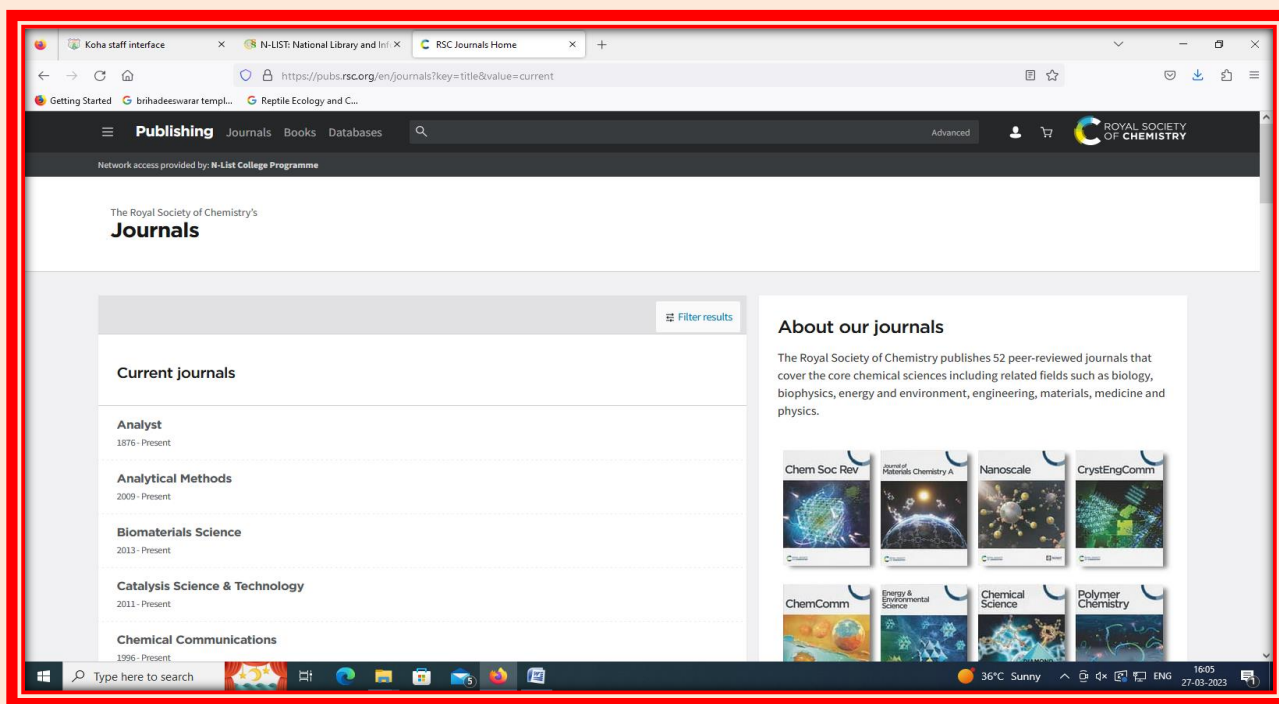 Koha staff interface
N-LIST: National Library and Inf
RSC Journals Home
https://pubs.rsc.org/en/journals?key=title&value=current
Getting Started
brihadeeswarar templ...
Reptile Ecology and C...
Publishing Journals Books Databases
Advanced
ROYAL SOCIETY
OF CHEMISTRY
Network access provided by: N-List College Programme
The Royal Society of Chemistry's
Journals
Filter results
Current journals
Analyst
1876 - Present
Analytical Methods
2009 - Present
Biomaterials Science
2013 - Present
Catalysis Science & Technology
2011 - Present
Chemical Communications
1996 - Present
About our journals
The Royal Society of Chemistry publishes 52 peer-reviewed journals that
cover the core chemical sciences including related fields such as biology,
biophysics, energy and environment, engineering, materials, medicine and
physics.
Chem Soc Rev
Journal of
Materials Chemistry A
Nanoscale
CrystEngComm
ChemComm
Energy &
Environmental
Science
Chemical
Science
Polymer
Chemistry
DIAMOND
Type here to search
5
36°C Sunny
ENG
16:05
27-03-2023
1